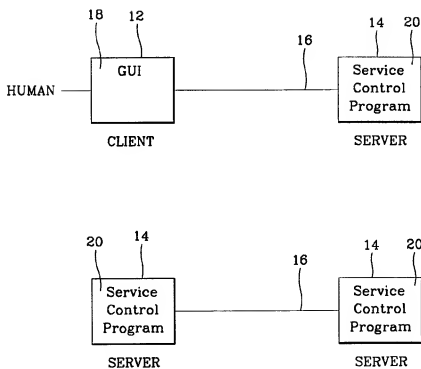 18 12 14 20
GUI 16 Service
HUMAN Control
Program
CLIENT SERVER
20 14 16 14 20
Service Service
Control Control
Program Program
SERVER SERVER